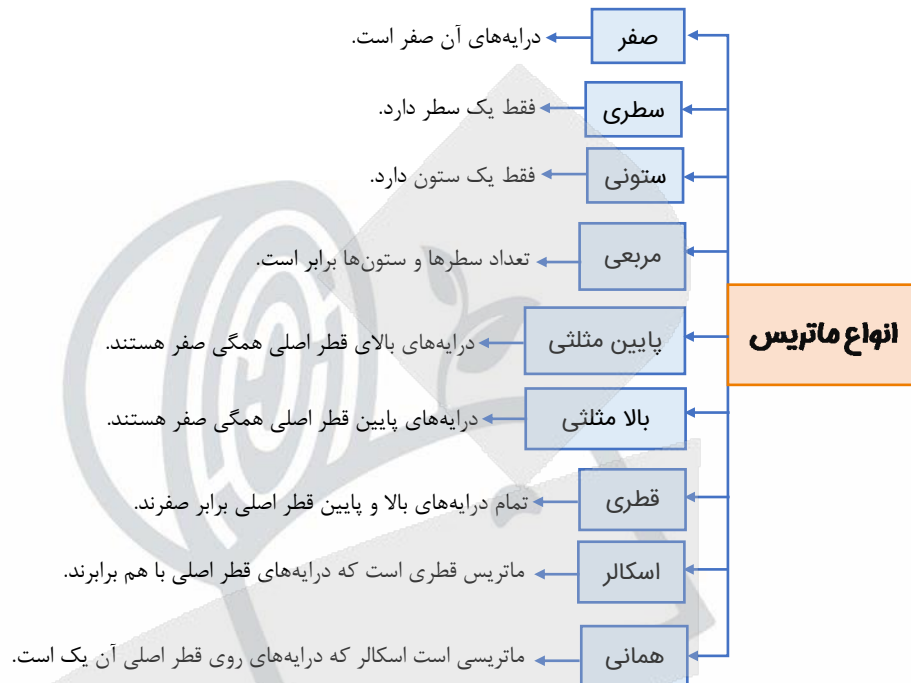 انواع ماتریس
صفر
درایه‌های آن صفر است.
سطری
فقط یک سطر دارد.
ستونی
فقط یک ستون دارد.
مربعی
تعداد سطرها و ستون‌ها برابر است.
پایین مثلثی
درایه‌های بالای قطر اصلی همگی صفر هستند.
بالا مثلثی
درایه‌های پایین قطر اصلی همگی صفر هستند.
قطری
تمام درایه‌های بالا و پایین قطر اصلی برابر صفرند.
اسکالر
ماتریس قطری است که درایه‌های قطر اصلی با هم برابرند.
همانی
ماتریسی است اسکالر که درایه‌های روی قطر اصلی آن یک است.